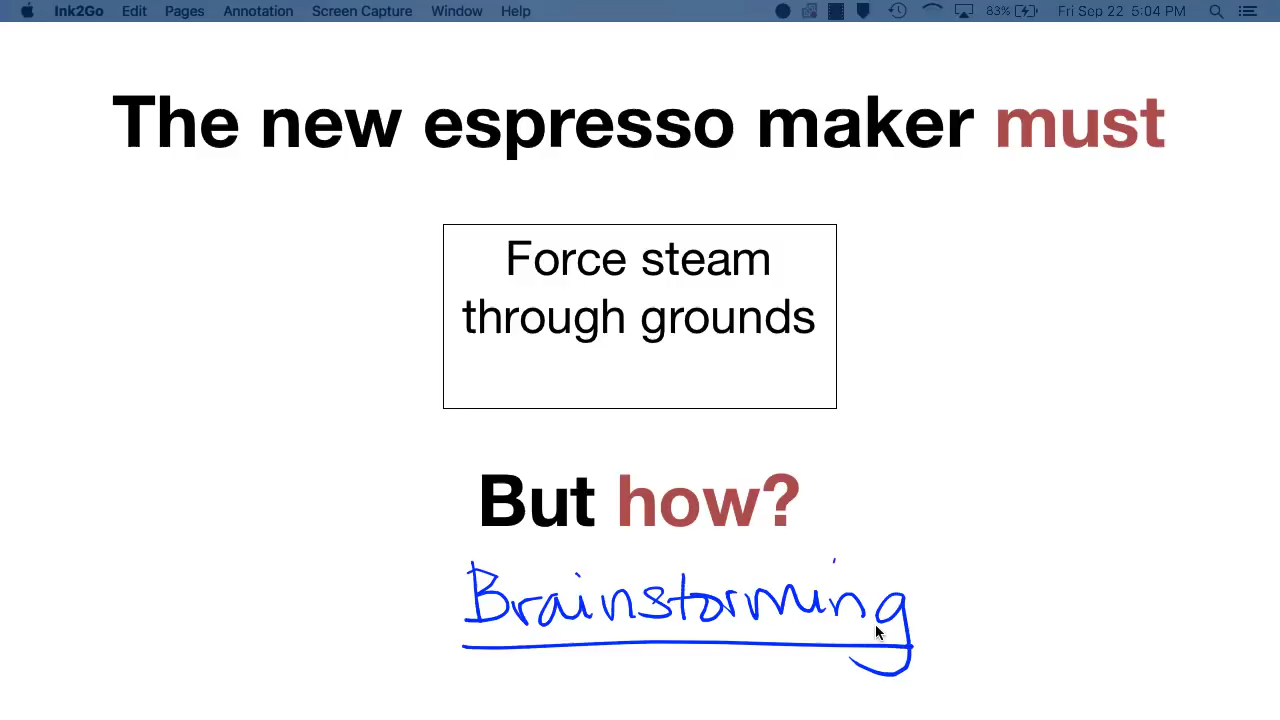 Ink2Go Edit Pages Annotation Screen Capture Window Help 83% Fri Sep 22 5:04 PM
The new espresso maker must
Force steam
through grounds
But how?
Brainstorming